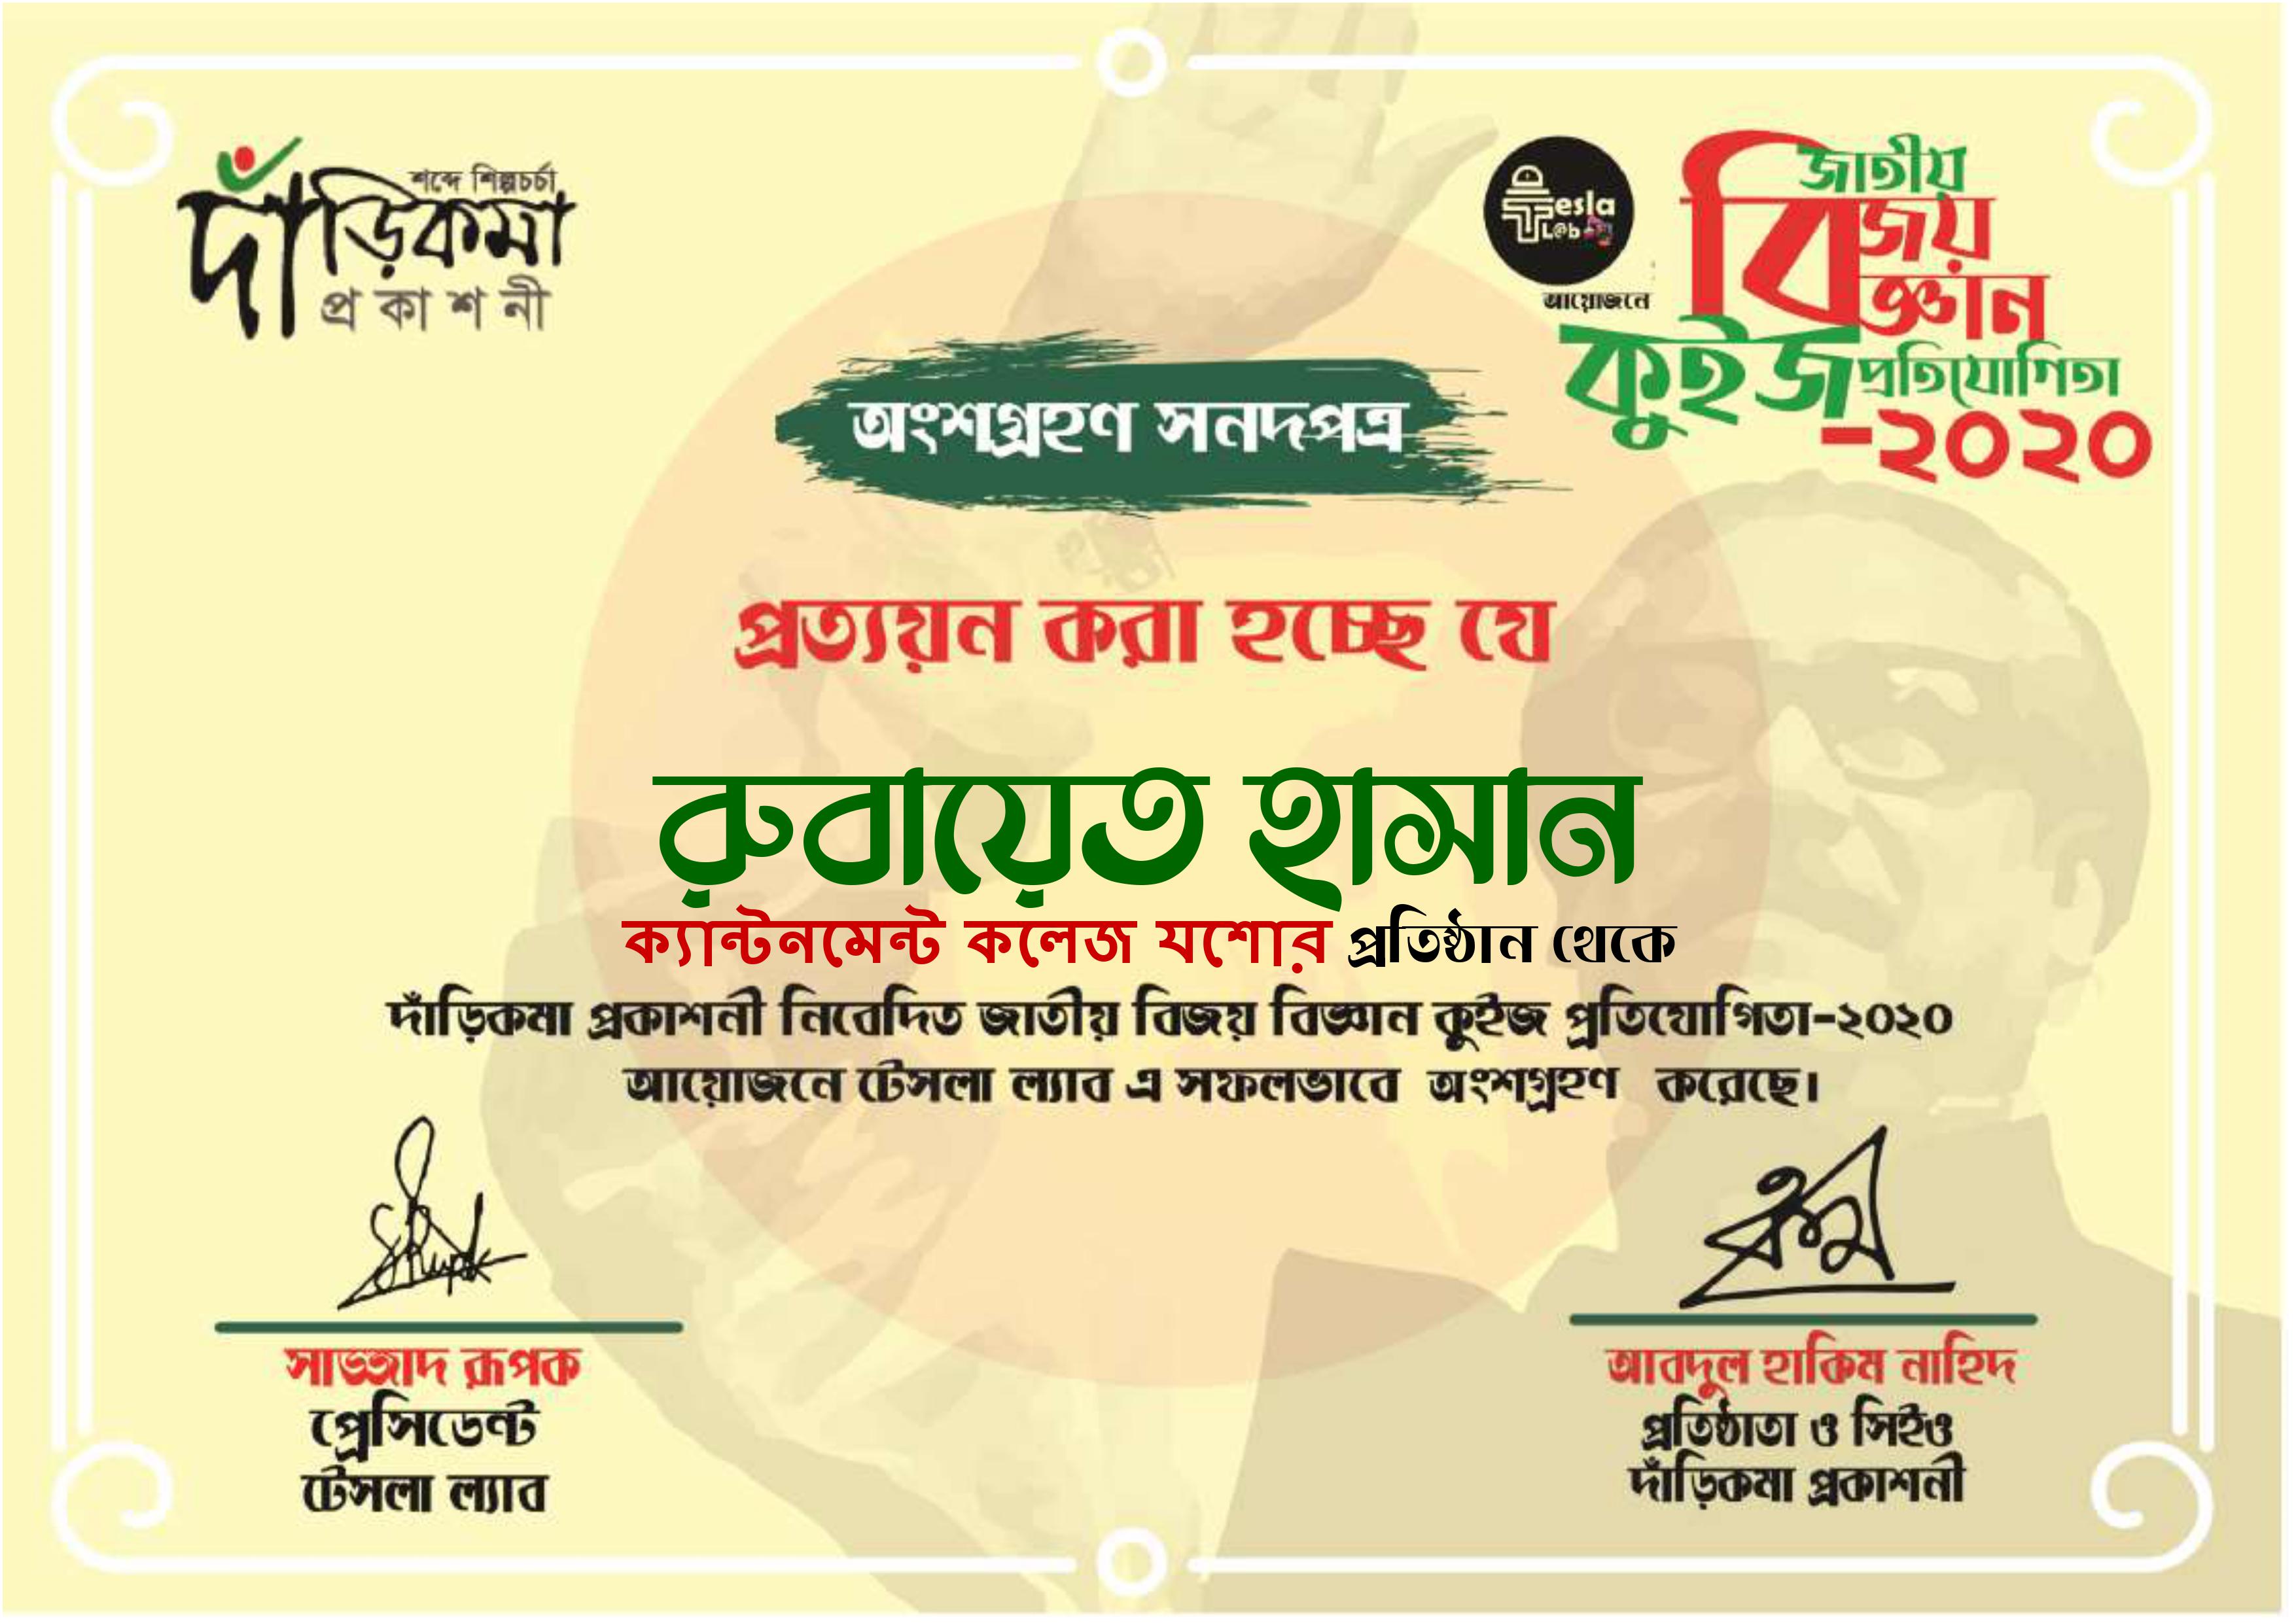 শব্দে শিল্পচর্চা
দাঁড়িকমা
প্রকাশনী
Tesla
L@b
আয়োজনে
জাতীয়
বিজয়
বিজ্ঞান
কুইজ প্রতিযোগিতা
-২০২০
অংশগ্রহণ সনদপত্র
প্রত্যয়ন করা হচ্ছে যে
রুবায়েত হাসান
ক্যান্টনমেন্ট কলেজ যশোর প্রতিষ্ঠান থেকে
দাঁড়িকমা প্রকাশনী নিবেদিত জাতীয় বিজয় বিজ্ঞান কুইজ প্রতিযোগিতা-২০২০
আয়োজনে টেসলা ল্যাব এ সফলভাবে অংশগ্রহণ করেছে।
সাজ্জাদ রূপক
প্রেসিডেন্ট
টেসলা ল্যাব
আবদুল হাকিম নাহিদ
প্রতিষ্ঠাতা ও সিইও
দাঁড়িকমা প্রকাশনী